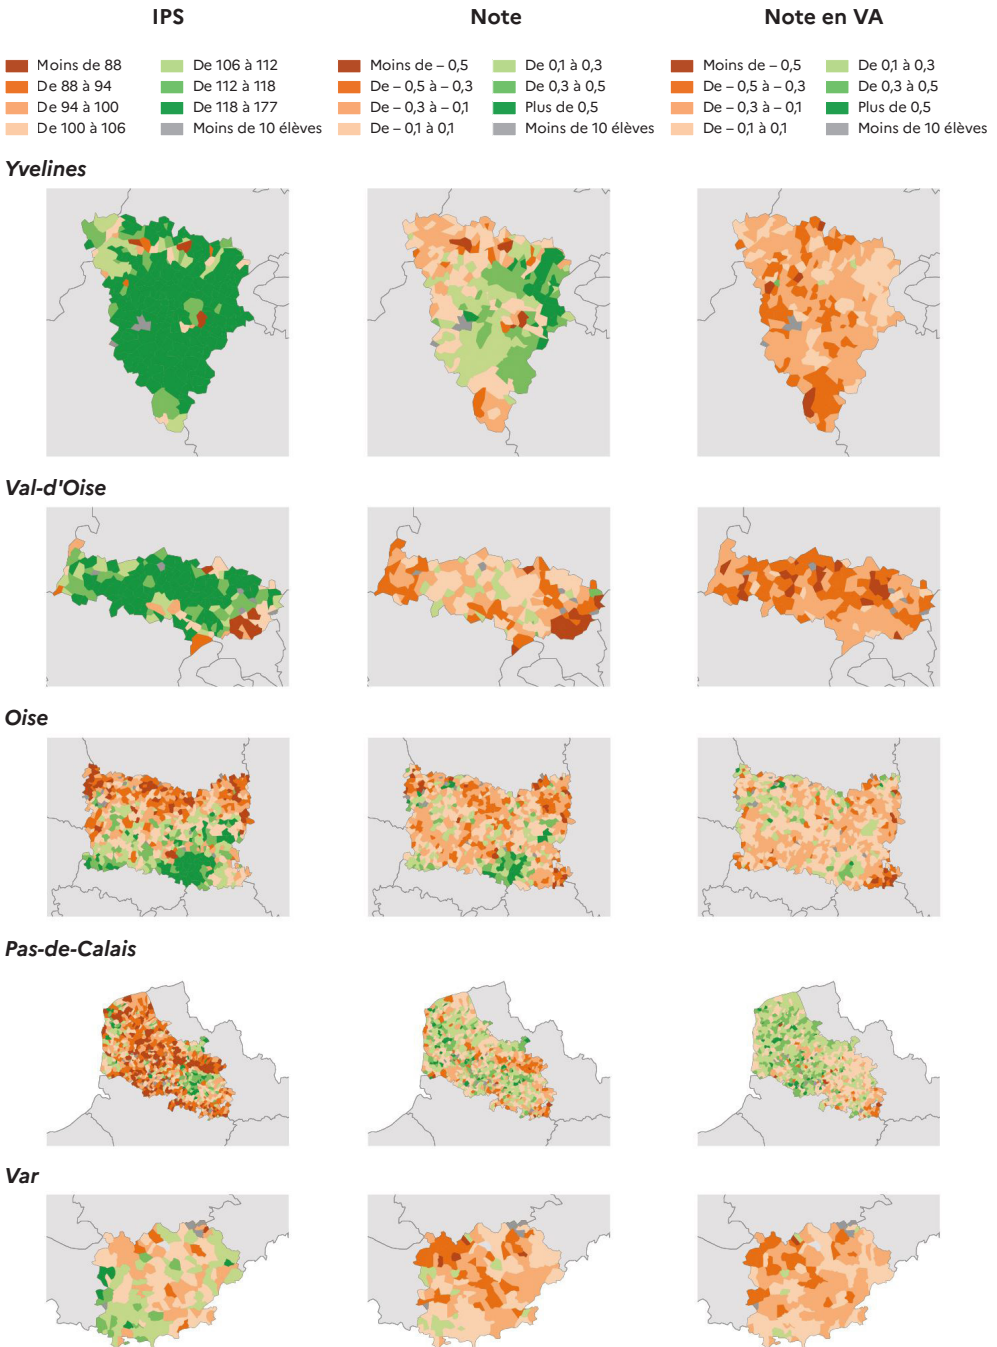 IPS Note Note en VA
Moins de 88 De 106 à 112 Moins de – 0,5 De 0,1 à 0,3 Moins de – 0,5 De 0,1 à 0,3
De 88 à 94 De 112 à 118 De – 0,5 à – 0,3 De 0,3 à 0,5 De – 0,5 à – 0,3 De 0,3 à 0,5
De 94 à 100 De 118 à 177 De – 0,3 à – 0,1 Plus de 0,5 De – 0,3 à – 0,1 Plus de 0,5
De 100 à 106 Moins de 10 élèves De – 0,1 à 0,1 Moins de 10 élèves De – 0,1 à 0,1 Moins de 10 élèves
Yvelines
Val-d'Oise
Oise
Pas-de-Calais
Var